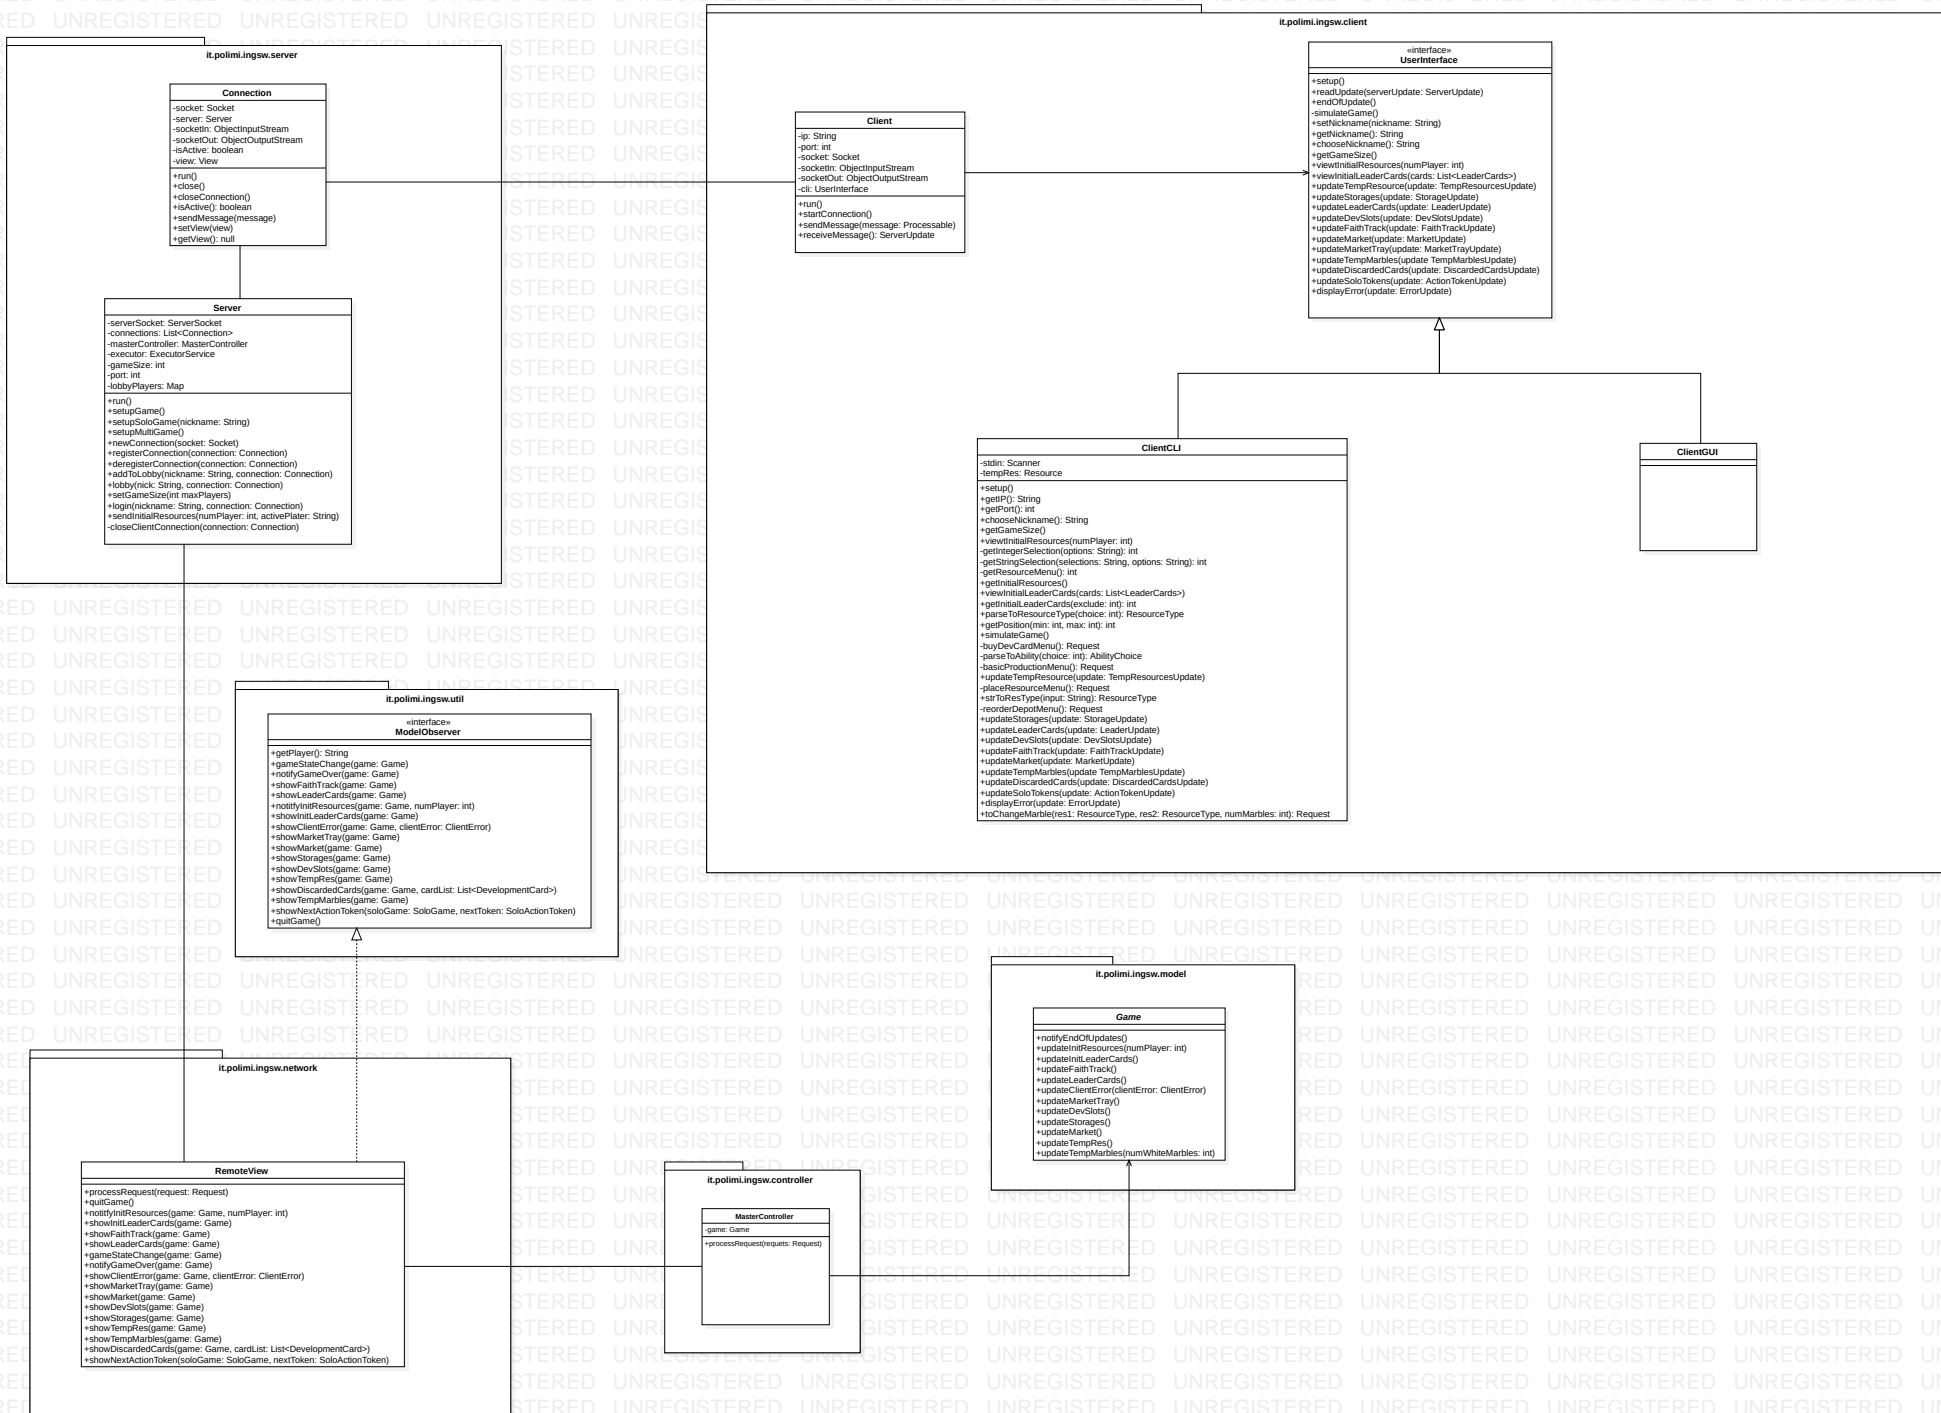 it.polimi.ingsw.server
Connection
-socket: Socket
-server: Server
-socketIn: ObjectInputStream
-socketOut: ObjectOutputStream
-isActive: boolean
-view: View
+run()
+close()
+closeConnection()
+isActive(): boolean
+sendMessage(message)
+setView(view)
+getView(): null
Server
-serverSocket: ServerSocket
-connections: List<Connection>
-masterController: MasterController
-executor: ExecutorService
-gameSize: int
-port: int
-lobbyPlayers: Map
+run()
+setupGame()
+setupSoloGame(nickname: String)
+setupMultiGame()
+newConnection(socket: Socket)
+registerConnection(connection: Connection)
+deregisterConnection(connection: Connection)
+addToLobby(nickname: String, connection: Connection)
+lobby(nick: String, connection: Connection)
+setGameSize(int maxPlayers)
+login(nickname: String, connection: Connection)
+sendInitialResources(numPlayer: int, activePlater: String)
-closeClientConnection(connection: Connection)
it.polimi.ingsw.client
Client
-ip: String
-port: int
-socket: Socket
-socketIn: ObjectInputStream
-socketOut: ObjectOutputStream
-cli: UserInterface
+run()
+startConnection()
+sendMessage(message: Processable)
+receiveMessage(): ServerUpdate
«interface»
UserInterface
+setup()
+readUpdate(serverUpdate: ServerUpdate)
+endOfUpdate()
-simulateGame()
+setNickname(nickname: String)
+getNickname(): String
+chooseNickname(): String
+getGameSize()
+viewtInitialResources(numPlayer: int)
+viewInitialLeaderCards(cards: List<LeaderCards>)
+updateTempResource(update: TempResourcesUpdate)
+updateStorages(update: StorageUpdate)
+updateLeaderCards(update: LeaderUpdate)
+updateDevSlots(update: DevSlotsUpdate)
+updateFaithTrack(update: FaithTrackUpdate)
+updateMarket(update: MarketUpdate)
+updateMarketTray(update: MarketTrayUpdate)
+updateTempMarbles(update TempMarblesUpdate)
+updateDiscardedCards(update: DiscardedCardsUpdate)
+updateSoloTokens(update: ActionTokenUpdate)
+displayError(update: ErrorUpdate)
ClientCLI
-stdin: Scanner
-tempRes: Resource
+setup()
+getIP(): String
+getPort(): int
+chooseNickname(): String
+getGameSize()
+viewtInitialResources(numPlayer: int)
-getIntegerSelection(options: String): int
-getStringSelection(selections: String, options: String): int
-getResourceMenu(): int
+getInitialResources()
+viewInitialLeaderCards(cards: List<LeaderCards>)
+getInitialLeaderCards(exclude: int): int
+parseToResourceType(choice: int): ResourceType
+getPosition(min: int, max: int): int
+simulateGame()
-buyDevCardMenu(): Request
-parseToAbility(choice: int): AbilityChoice
-basicProductionMenu(): Request
+updateTempResource(update: TempResourcesUpdate)
-placeResourceMenu(): Request
+strToResType(input: String): ResourceType
-reorderDepotMenu(): Request
+updateStorages(update: StorageUpdate)
+updateLeaderCards(update: LeaderUpdate)
+updateDevSlots(update: DevSlotsUpdate)
+updateFaithTrack(update: FaithTrackUpdate)
+updateMarket(update: MarketUpdate)
+updateTempMarbles(update TempMarblesUpdate)
+updateDiscardedCards(update: DiscardedCardsUpdate)
+updateSoloTokens(update: ActionTokenUpdate)
+displayError(update: ErrorUpdate)
+toChangeMarble(res1: ResourceType, res2: ResourceType, numMarbles: int): Request
ClientGUI
it.polimi.ingsw.util
«interface»
ModelObserver
+getPlayer(): String
+gameStateChange(game: Game)
+notifyGameOver(game: Game)
+showFaithTrack(game: Game)
+showLeaderCards(game: Game)
+notitfyInitResources(game: Game, numPlayer: int)
+showInitLeaderCards(game: Game)
+showClientError(game: Game, clientError: ClientError)
+showMarketTray(game: Game)
+showMarket(game: Game)
+showStorages(game: Game)
+showDevSlots(game: Game)
+showTempRes(game: Game)
+showDiscardedCards(game: Game, cardList: List<DevelopmentCard>)
+showTempMarbles(game: Game)
+showNextActionToken(soloGame: SoloGame, nextToken: SoloActionToken)
+quitGame()
it.polimi.ingsw.model
Game
+notifyEndOfUpdates()
+updateInitResources(numPlayer: int)
+updateInitLeaderCards()
+updateFaithTrack()
+updateLeaderCards()
+updateClientError(clientError: ClientError)
+updateMarketTray()
+updateDevSlots()
+updateStorages()
+updateMarket()
+updateTempRes()
+updateTempMarbles(numWhiteMarbles: int)
it.polimi.ingsw.network
RemoteView
+processRequest(request: Request)
+quitGame()
+notitfyInitResources(game: Game, numPlayer: int)
+showInitLeaderCards(game: Game)
+showFaithTrack(game: Game)
+showLeaderCards(game: Game)
+gameStateChange(game: Game)
+notifyGameOver(game: Game)
+showClientError(game: Game, clientError: ClientError)
+showMarketTray(game: Game)
+showMarket(game: Game)
+showDevSlots(game: Game)
+showStorages(game: Game)
+showTempRes(game: Game)
+showTempMarbles(game: Game)
+showDiscardedCards(game: Game, cardList: List<DevelopmentCard>)
+showNextActionToken(soloGame: SoloGame, nextToken: SoloActionToken)
it.polimi.ingsw.controller
MasterController
-game: Game
+processRequest(requets: Request)
UNREGISTERED